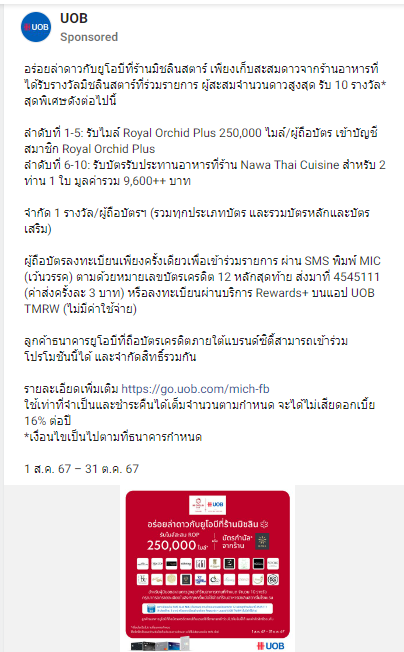 UOB
UOB
Sponsored
อร่อยล่าดาวกับยูโอบีที่ร้านมิชลินสตาร์ เพียงเก็บสะสมดาวจากร้านอาหารที่
ได้รับรางวัลมิชลินสตาร์ที่ร่วมรายการ ผู้สะสมจำนวนดาวสูงสุด รับ 10 รางวัล*
สุดพิเศษดังต่อไปนี้
ลำดับที่ 1-5: รับไมล์ Royal Orchid Plus 250,000 ไมล์/ผู้ถือบัตร เข้าบัญชี
สมาชิก Royal Orchid Plus
ลำดับที่ 6-10: รับบัตรรับประทานอาหารที่ร้าน Nawa Thai Cuisine สำหรับ 2
ท่าน 1 ใบ มูลค่ารวม 9,600++ บาท
จำกัด 1 รางวัล/ผู้ถือบัตรฯ (รวมทุกประเภทบัตร และรวมบัตรหลักและบัตร
เสริม)
ผู้ถือบัตรลงทะเบียนเพียงครั้งเดียวเพื่อเข้าร่วมรายการ ผ่าน SMS พิมพ์ MIC
(เว้นวรรค) ตามด้วยหมายเลขบัตรเครดิต 12 หลักสุดท้าย ส่งมาที่ 4545111
(ค่าส่งครั้งละ 3 บาท) หรือลงทะเบียนผ่านบริการ Rewards+ บนแอป UOB
TMRW (ไม่มีค่าใช้จ่าย)
ลูกค้าธนาคารยูโอบีที่ถือบัตรเครดิตภายใต้แบรนด์ซิตี้สามารถเข้าร่วม
โปรโมชั่นนี้ได้ และจำกัดสิทธิ์รวมกัน
รายละเอียดเพิ่มเติม https://go.uob.com/mich-fb
ใช้เท่าที่จำเป็นและชำระคืนได้เต็มจำนวนตามกำหนด จะได้ไม่เสียดอกเบี้ย
16% ต่อปี
*เงื่อนไขเป็นไปตามที่ธนาคารกำหนด
1 ส.ค. 67 – 31 ต.ค. 67
UOB
อร่อยล่าดาวกับยูโอบีที่ร้านมิชลิน
รับไมล์สะสม ROP
250,000 ไมล์*
+
บัตรกำนัล*
จากร้าน
UOB